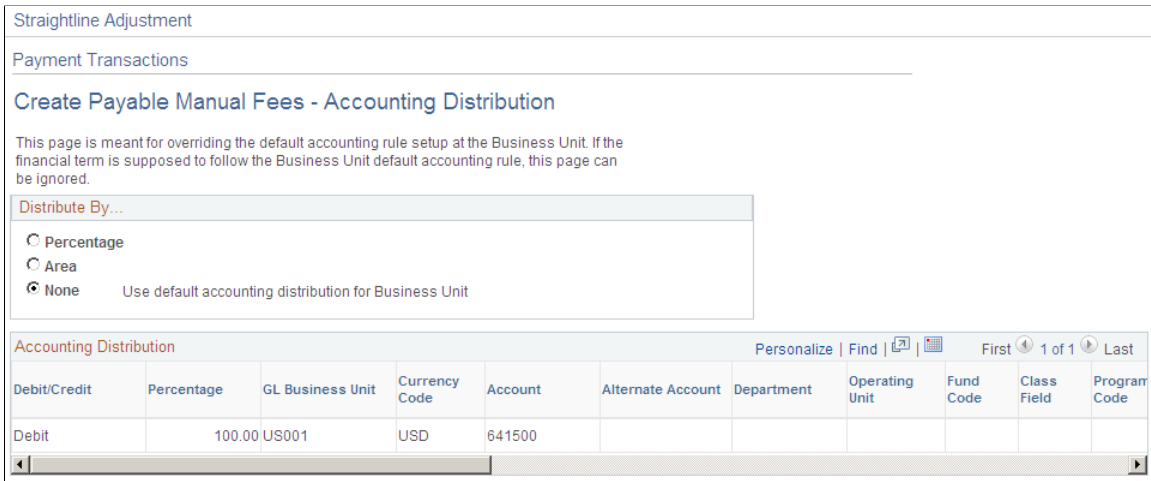 Straightline Adjustment
Payment Transactions
Create Payable Manual Fees - Accounting Distribution
This page is meant for overriding the default accounting rule setup at the Business Unit. If the
financial term is supposed to follow the Business Unit default accounting rule, this page can
be ignored.
Distribute By...
Percentage
Area
None Use default accounting distribution for Business Unit
Accounting Distribution Personalize | Find | | First 1 of 1 Last
Debit/Credit Percentage GL Business Unit Currency Code Account Alternate Account Department Operating Unit Fund Code Class Field Program Code
Debit 100.00 US001 USD 641500